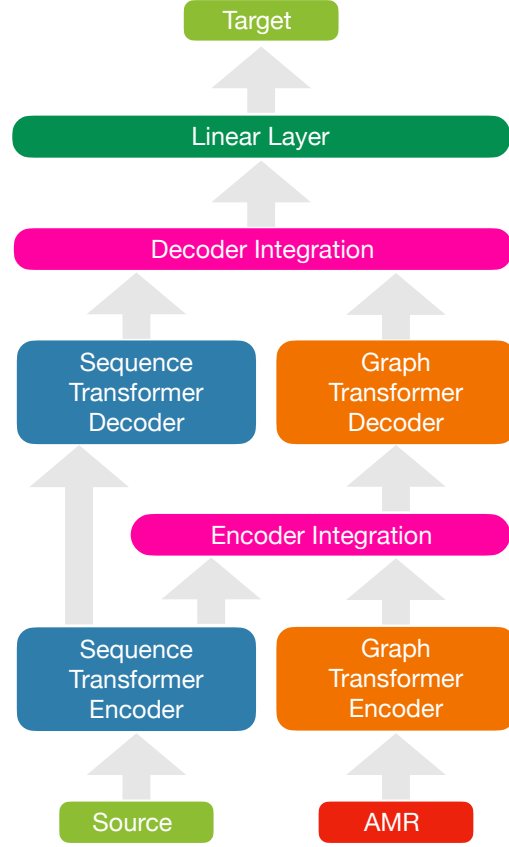 Target
Linear Layer
Decoder Integration
Sequence
Transformer
Decoder
Graph
Transformer
Decoder
Encoder Integration
Sequence
Transformer
Encoder
Graph
Transformer
Encoder
Source
AMR